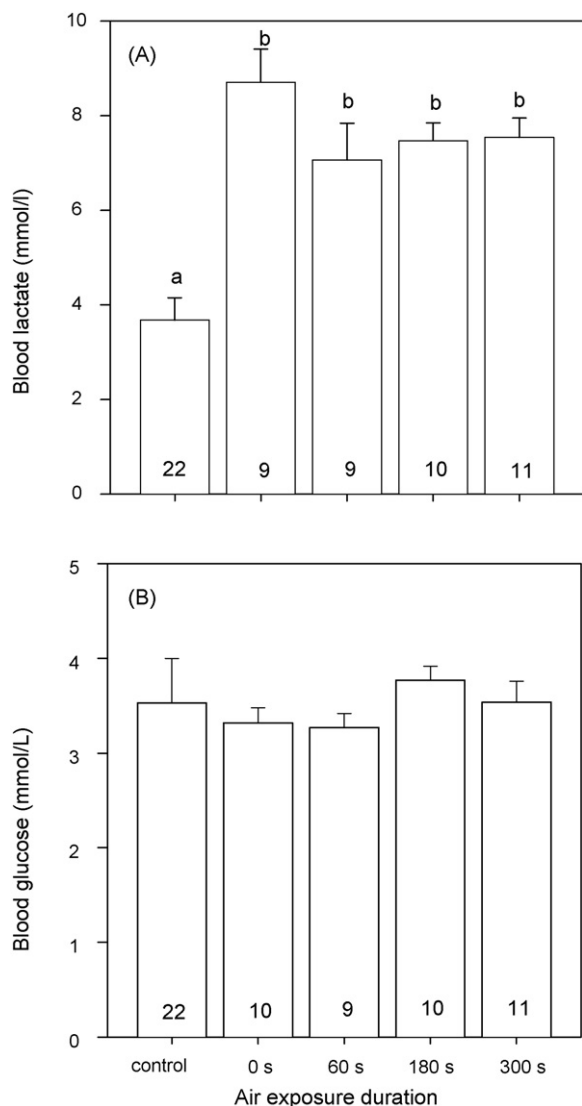 (A)
Blood lactate (mmol/l)
10
8
6
4
2
0
a
b
b
b
b
22
9
9
10
11
(B)
Blood glucose (mmol/L)
5
4
3
2
1
0
22
10
9
10
11
control
0 s
60 s
180 s
300 s
Air exposure duration